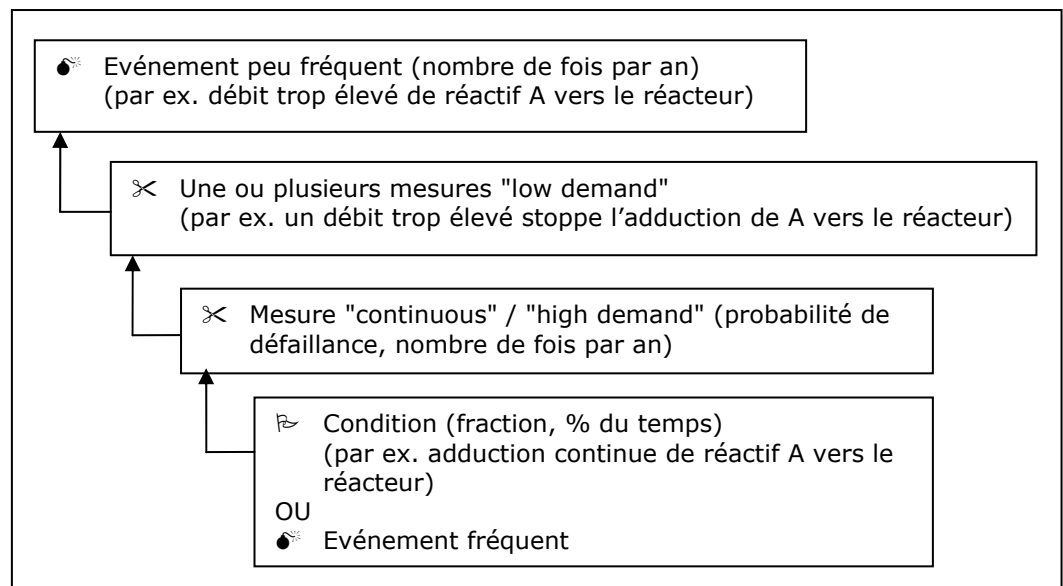 Evénement peu fréquent (nombre de fois par an)
(par ex. débit trop élevé de réactif A vers le réacteur)
Une ou plusieurs mesures "low demand"
(par ex. un débit trop élevé stoppe l’adduction de A vers le réacteur)
Mesure "continuous" / "high demand" (probabilité de
défaillance, nombre de fois par an)
Condition (fraction, % du temps)
(par ex. adduction continue de réactif A vers le
réacteur)
OU
Evénement fréquent